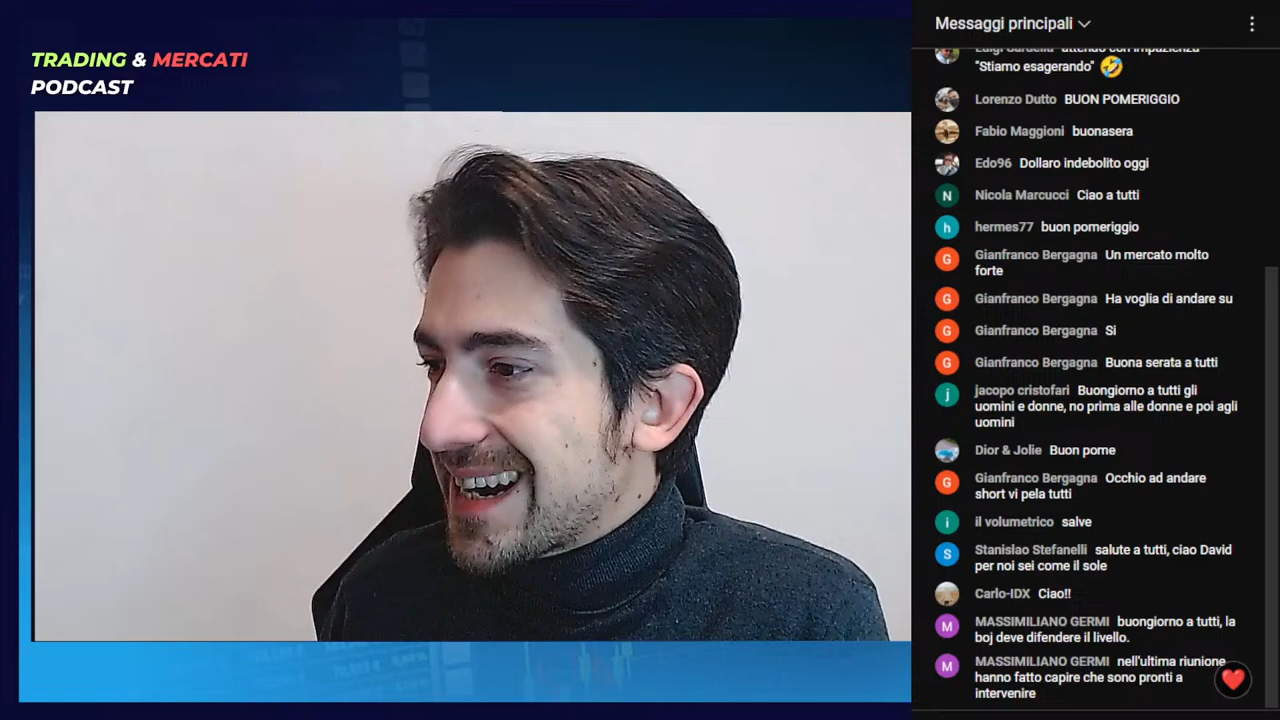 TRADING & MERCATI
PODCAST
Messaggi principali
"Stiamo esagerando"
Lorenzo Dutto BUON POMERIGGIO
Fabio Maggioni buonasera
Edo96 Dollaro indebolito oggi
N Nicola Marcucci Ciao a tutti
h hermes77 buon pomeriggio
G Gianfranco Bergagna Un mercato molto
forte
G Gianfranco Bergagna Ha voglia di andare su
G Gianfranco Bergagna Si
G Gianfranco Bergagna Buona serata a tutti
j jacopo cristofari Buongiorno a tutti gli
uomini e donne, no prima alle donne e poi agli
uomini
Dior & Jolie Buon pome
G Gianfranco Bergagna Occhio ad andare
short vi pela tutti
i il volumetrico salve
S Stanislao Stefanelli salute a tutti, ciao David
per noi sei come il sole
Carlo-IDX Ciao!!
M MASSIMILIANO GERMI buongiorno a tutti, la
boj deve difendere il livello.
M MASSIMILIANO GERMI nell'ultima riunione
hanno fatto capire che sono pronti a
intervenire